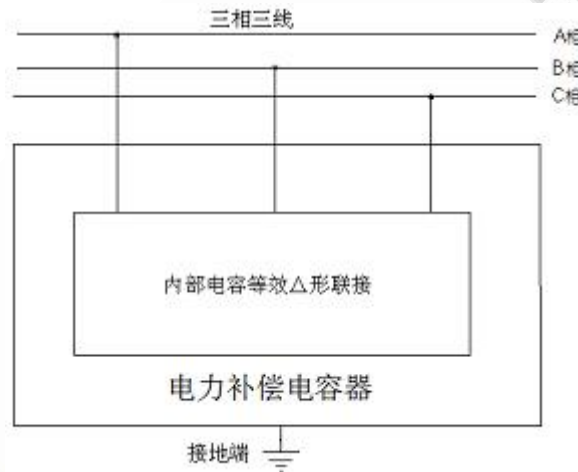 三相三线
A相
B相
C相
内部电容等效△形联接
电力补偿电容器
接地端